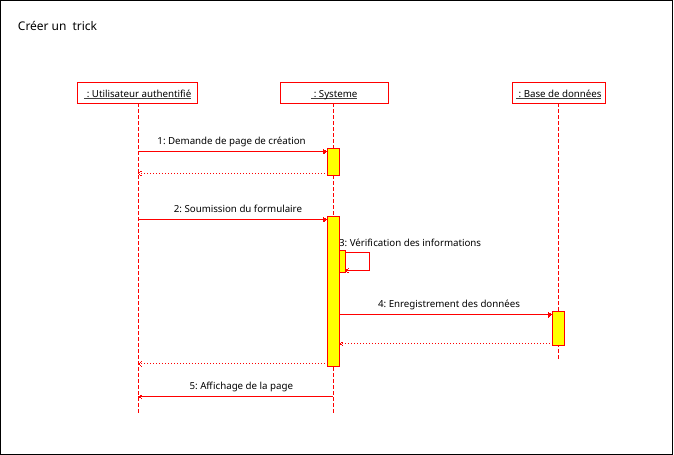 Créer un  trick
: Utilisateur authentifié
: Systeme
: Base de données
1: Demande de page de création
2: Soumission du formulaire
3: Vérification des informations
4: Enregistrement des données
5: Affichage de la page